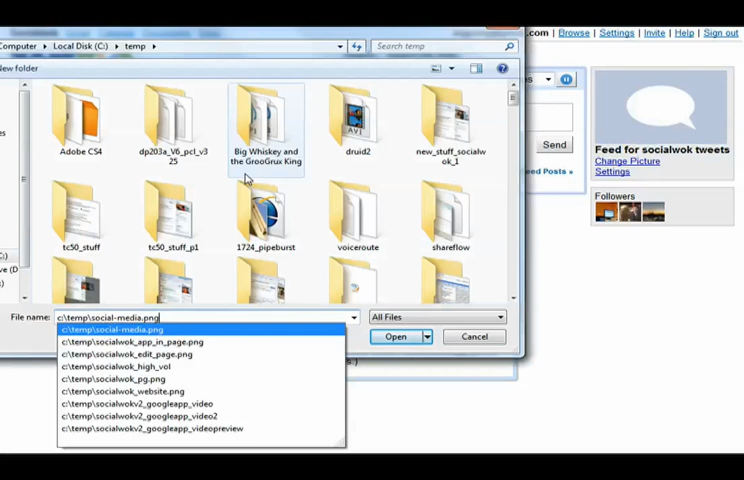 .com | Browse | Settings | Invite | Help | Sign out
Computer
Local Disk (C:)
temp
Search temp
New folder
Adobe CS4
dp203a_V6_pcl_v3
25
Big Whiskey and
the GrooGrux King
druid2
new_stuff_socialw
ok_1
Send
Feed for socialwok tweets
Change Picture
Settings
Posts »
Followers
tc50_stuff
tc50_stuff_p1
1724_pipeburst
voiceroute
shareflow
AVI
File name:
c:\temp\social-media.png
All Files
Open
Cancel
c:\temp\social-media.png
c:\temp\socialwok_app_in_page.png
c:\temp\socialwok_edit_page.png
c:\temp\socialwok_high_vol
c:\temp\socialwok_pg.png
c:\temp\socialwok_website.png
c:\temp\socialwokv2_googleapp_video
c:\temp\socialwokv2_googleapp_video2
c:\temp\socialwokv2_googleapp_videopreview